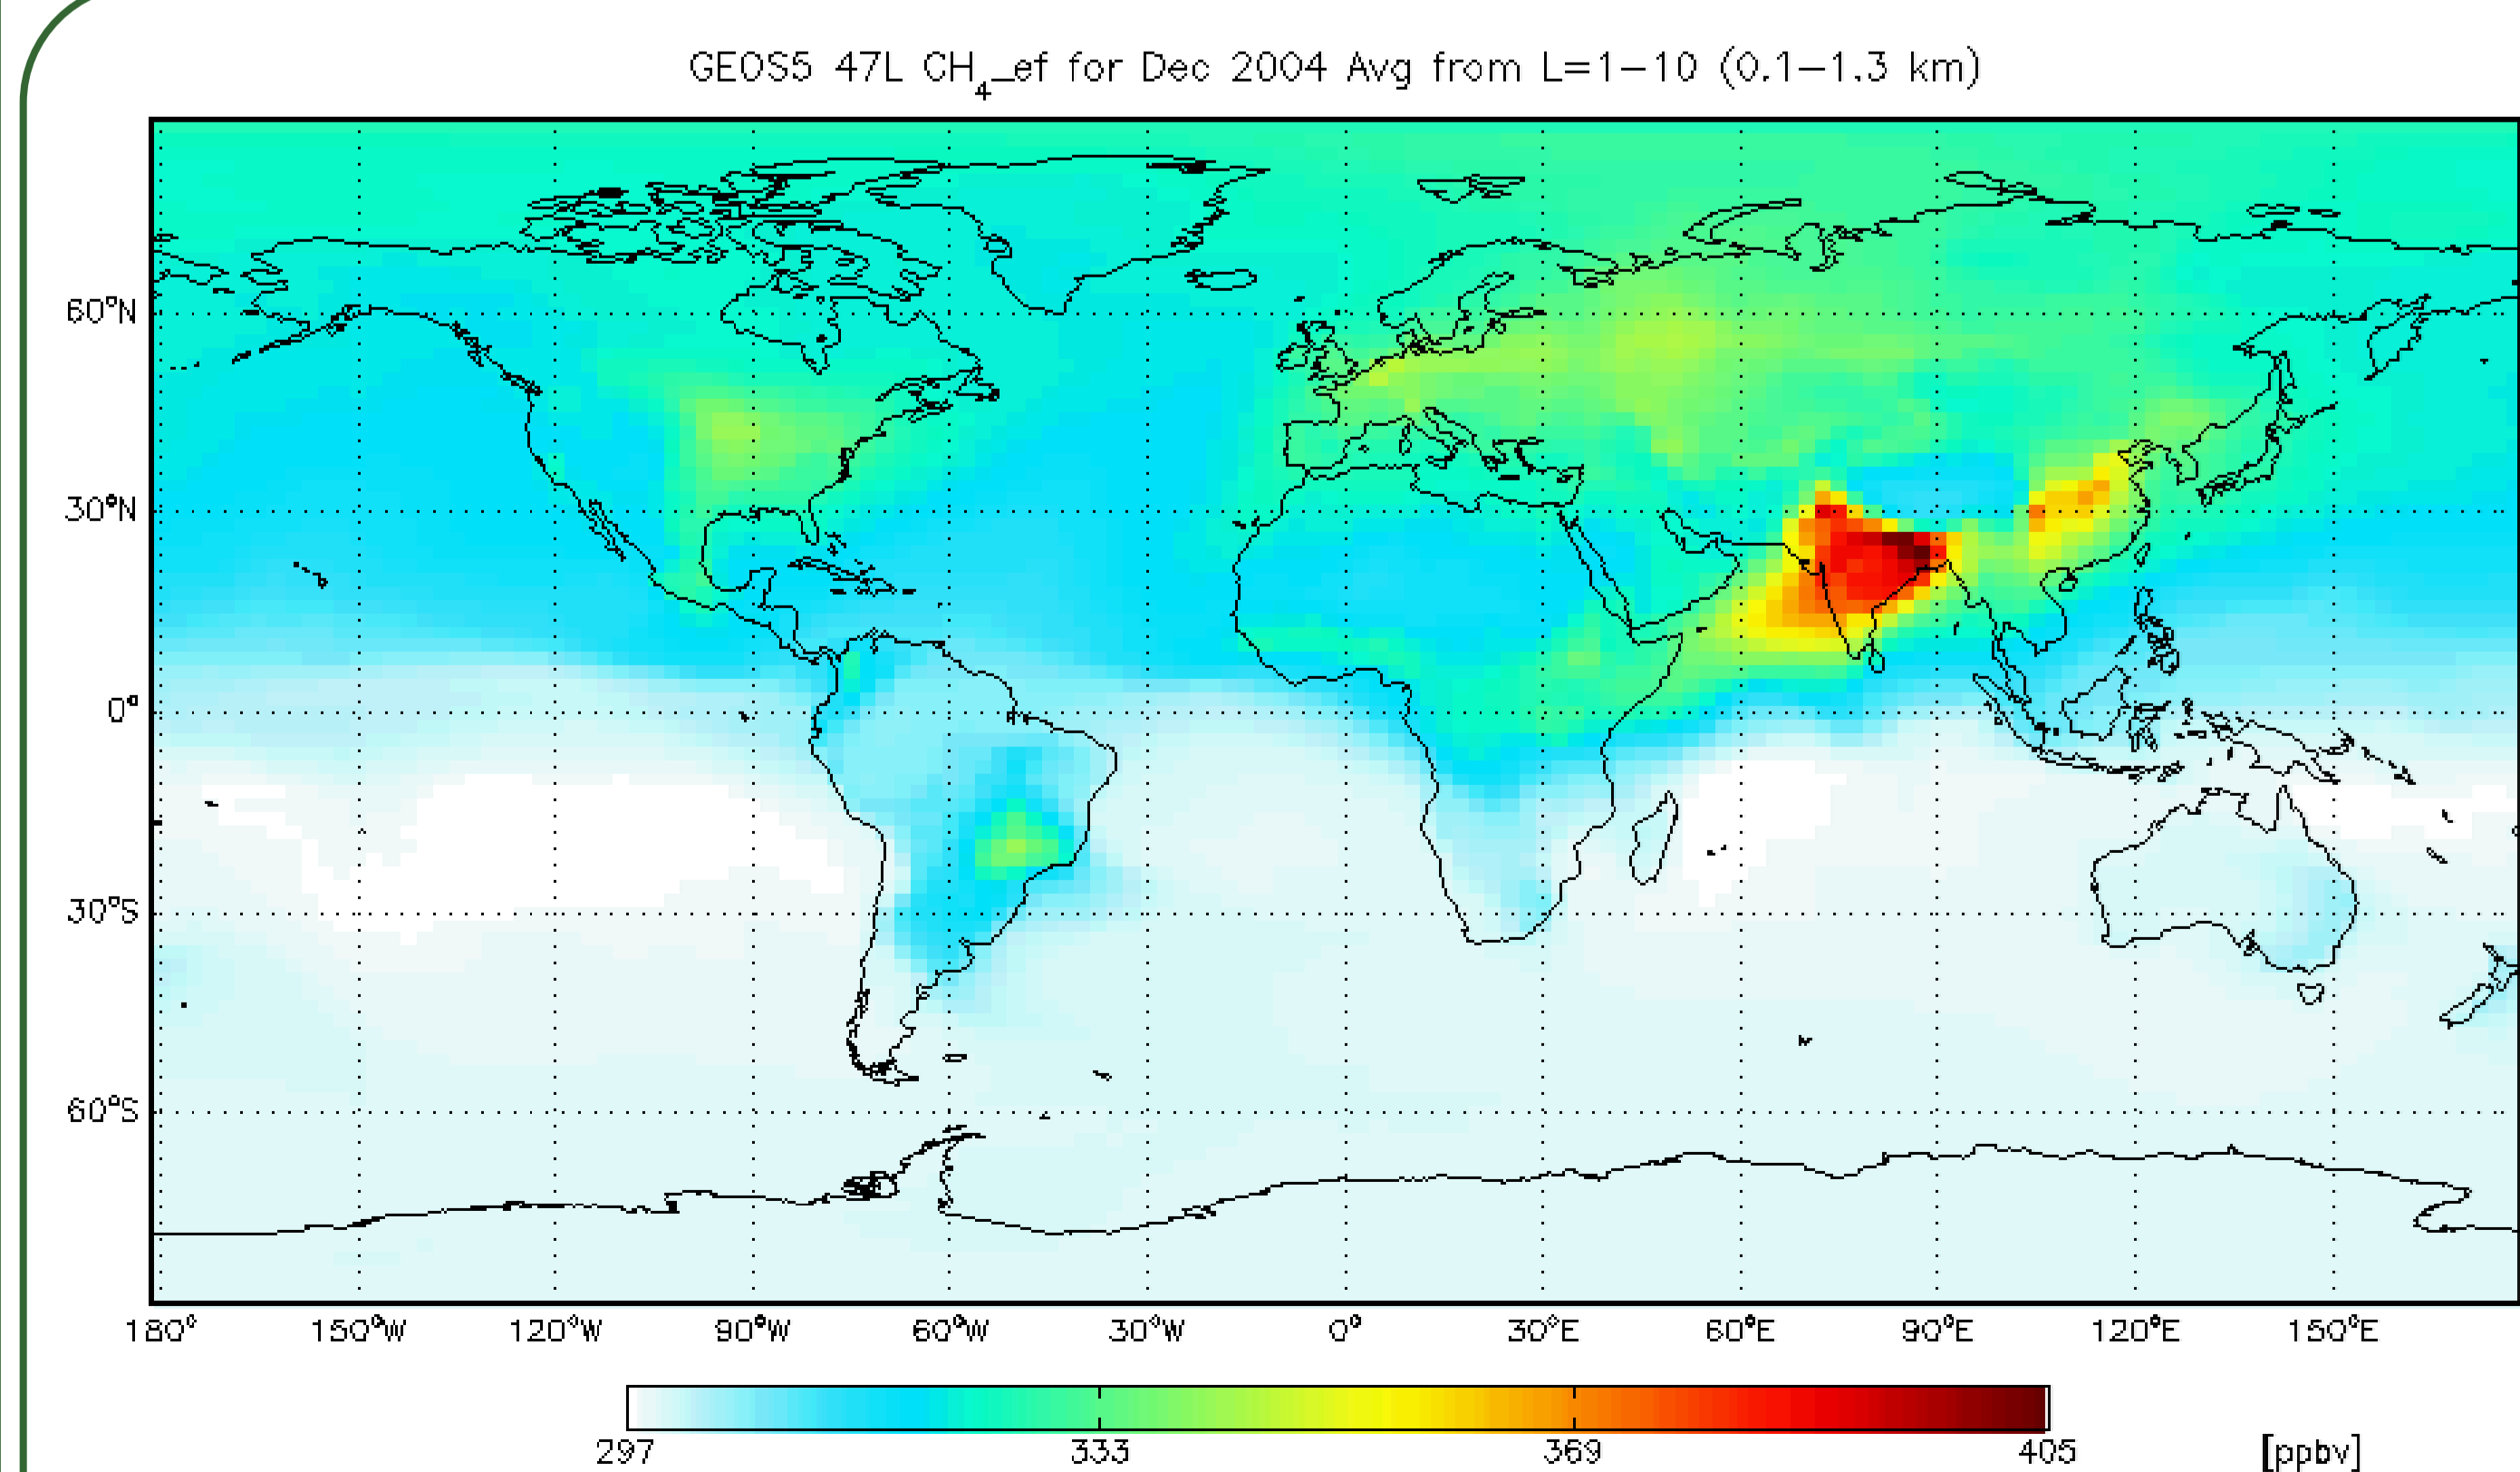 GEOS5 47L CH4_ef for Dec 2004 Avg from L=1-10 (0.1-1.3 km)
60°N
30°N
0°
30°S
60°S
180° 150°W 120°W 90°W 60°W 30°W 0° 30°E 60°E 90°E 120°E 150°E
297 333 369 405 [ppbv]